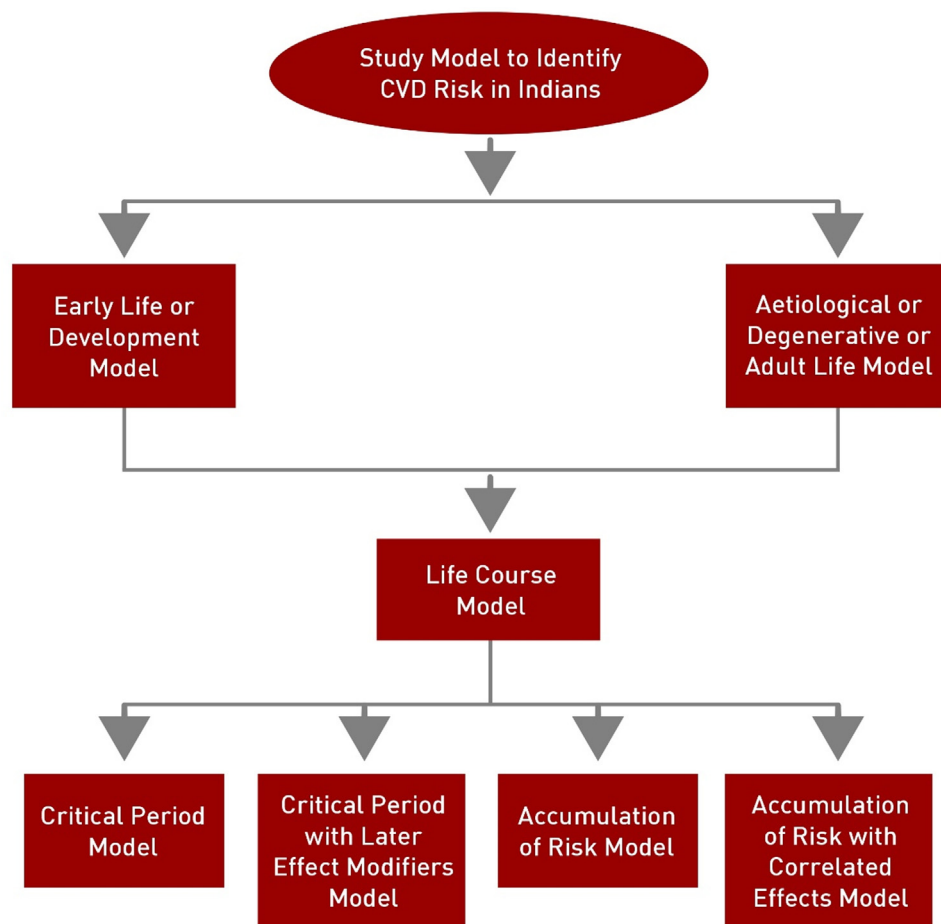 Study Model to Identify
CVD Risk in Indians
Early Life or
Development
Model
Aetiological or
Degenerative or
Adult Life Model
Life Course
Model
Critical Period
Model
Critical Period
with Later
Effect Modifiers
Model
Accumulation
of Risk Model
Accumulation
of Risk with
Correlated
Effects Model